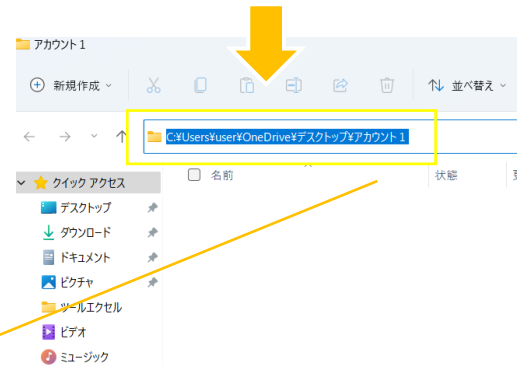 アカウント 1
新規作成
並べ替え
C:¥Users¥user¥OneDrive¥デスクトップ¥アカウント 1
名前
状態
クイック アクセス
デスクトップ
ダウンロード
ドキュメント
ピクチャ
ツールエクセル
ビデオ
ミュージック